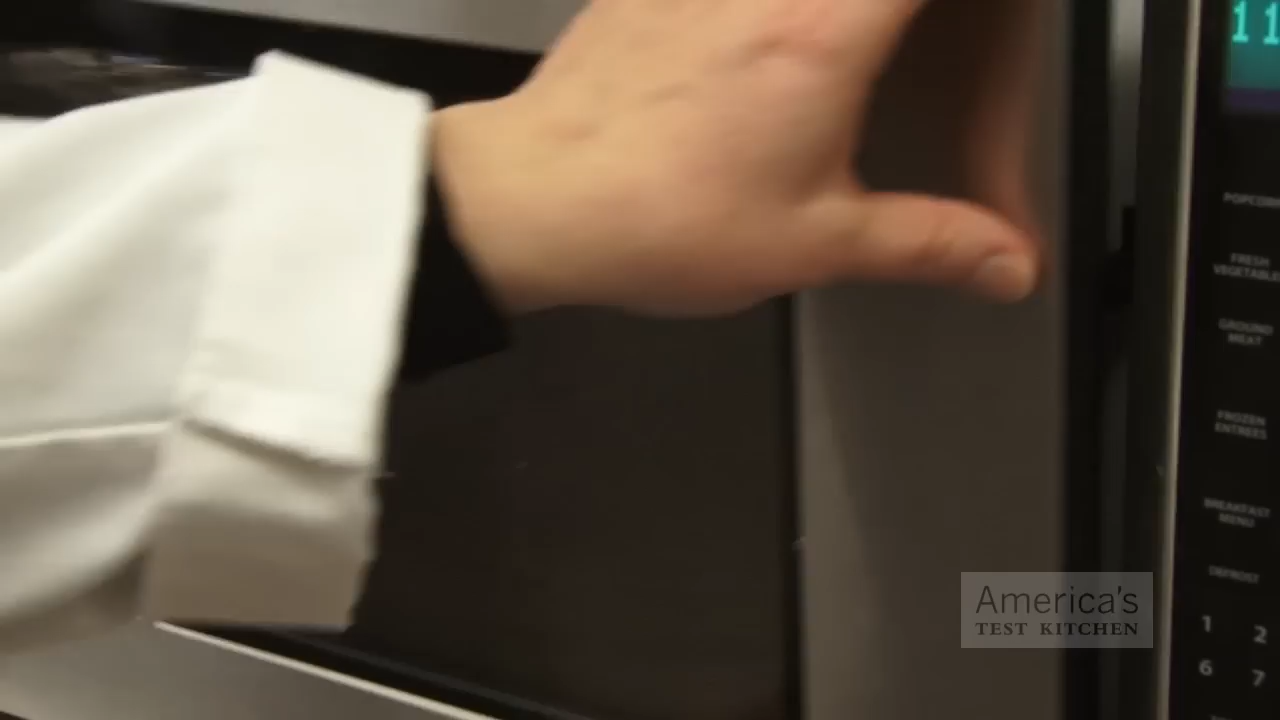 11
POPCORN
FRESH
VEGETABLE
GROUND
MEAT
FROZEN
ENTREES
BREAKFAST
MENU
DEFROST
1 2
6 7
America's
TEST KITCHEN